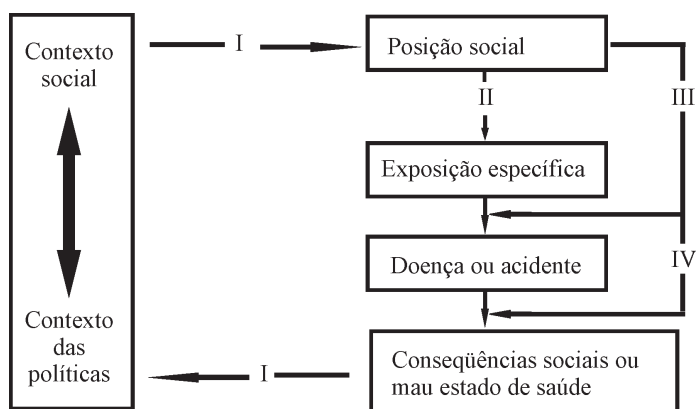 Contexto
social
I
Posição social
II
III
Exposição específica
Doença ou acidente
IV
Contexto
das
políticas
I
Conseqüências sociais ou
mau estado de saúde